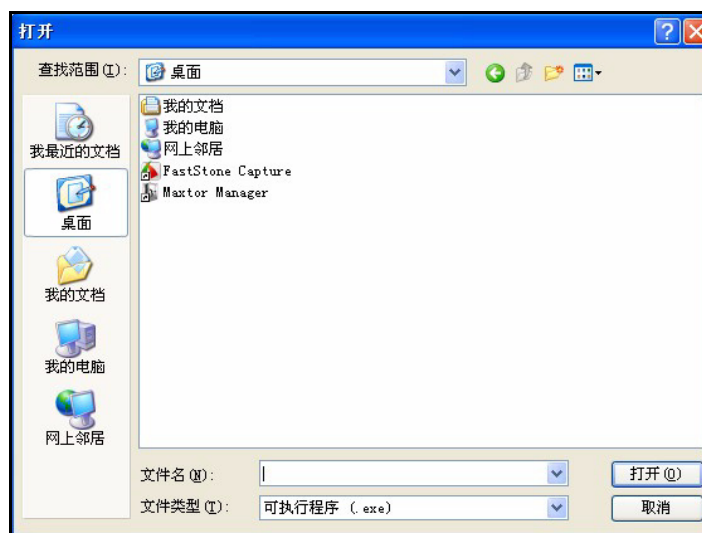 打开
查找范围(I):
桌面
我最近的文档
桌面
我的文档
我的电脑
网上邻居
我的文档
我的电脑
网上邻居
FastStone Capture
Maxtor Manager
文件名(N):
打开(O)
文件类型(T):
可执行程序 (.exe)
取消